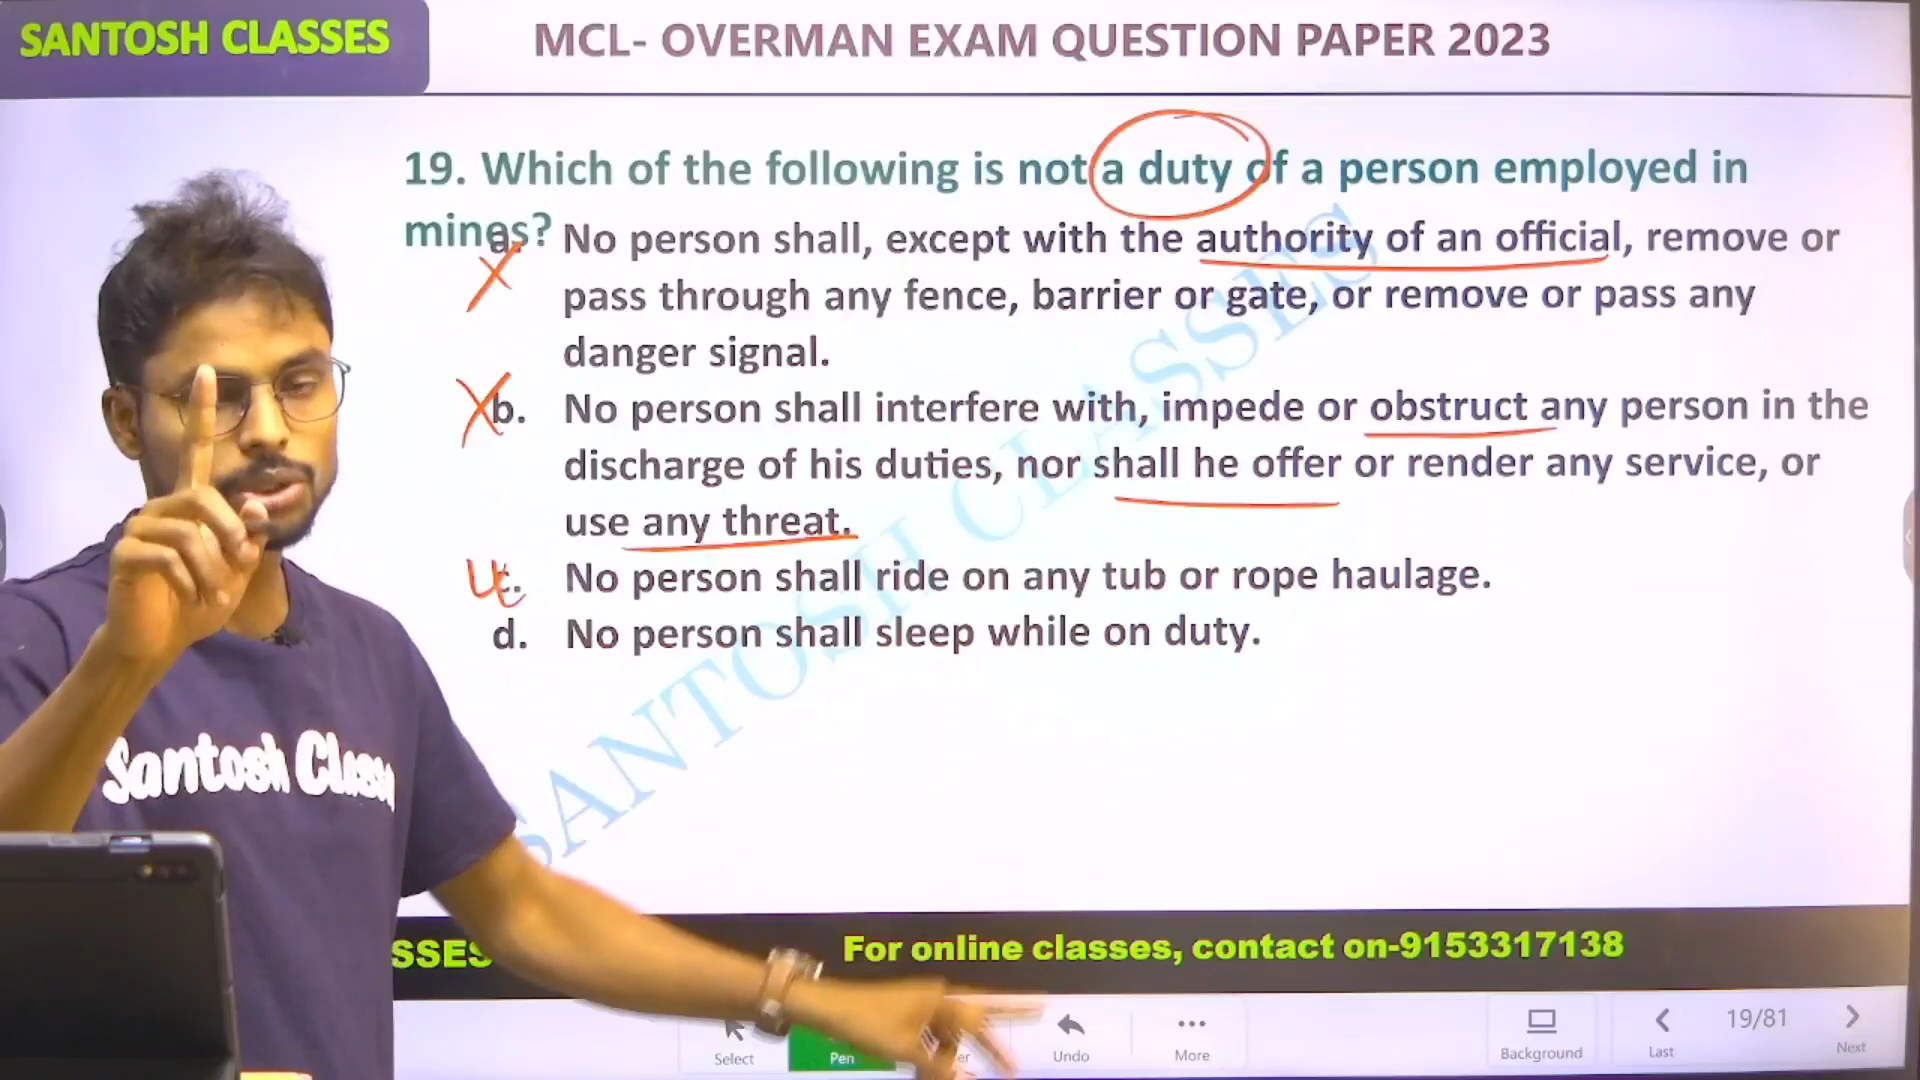 SANTOSH CLASSES
MCL- OVERMAN EXAM QUESTION PAPER 2023
19. Which of the following is not a duty of a person employed in
mines?
a. No person shall, except with the authority of an official, remove or
pass through any fence, barrier or gate, or remove or pass any
danger signal.
b. No person shall interfere with, impede or obstruct any person in the
discharge of his duties, nor shall he offer or render any service, or
use any threat.
c. No person shall ride on any tub or rope haulage.
d. No person shall sleep while on duty.
SANTOSH CLASSES
Santosh Classe
SSES
For online classes, contact on-9153317138
Select
Pen
er
Undo
More
Background
Last
19/81
Next